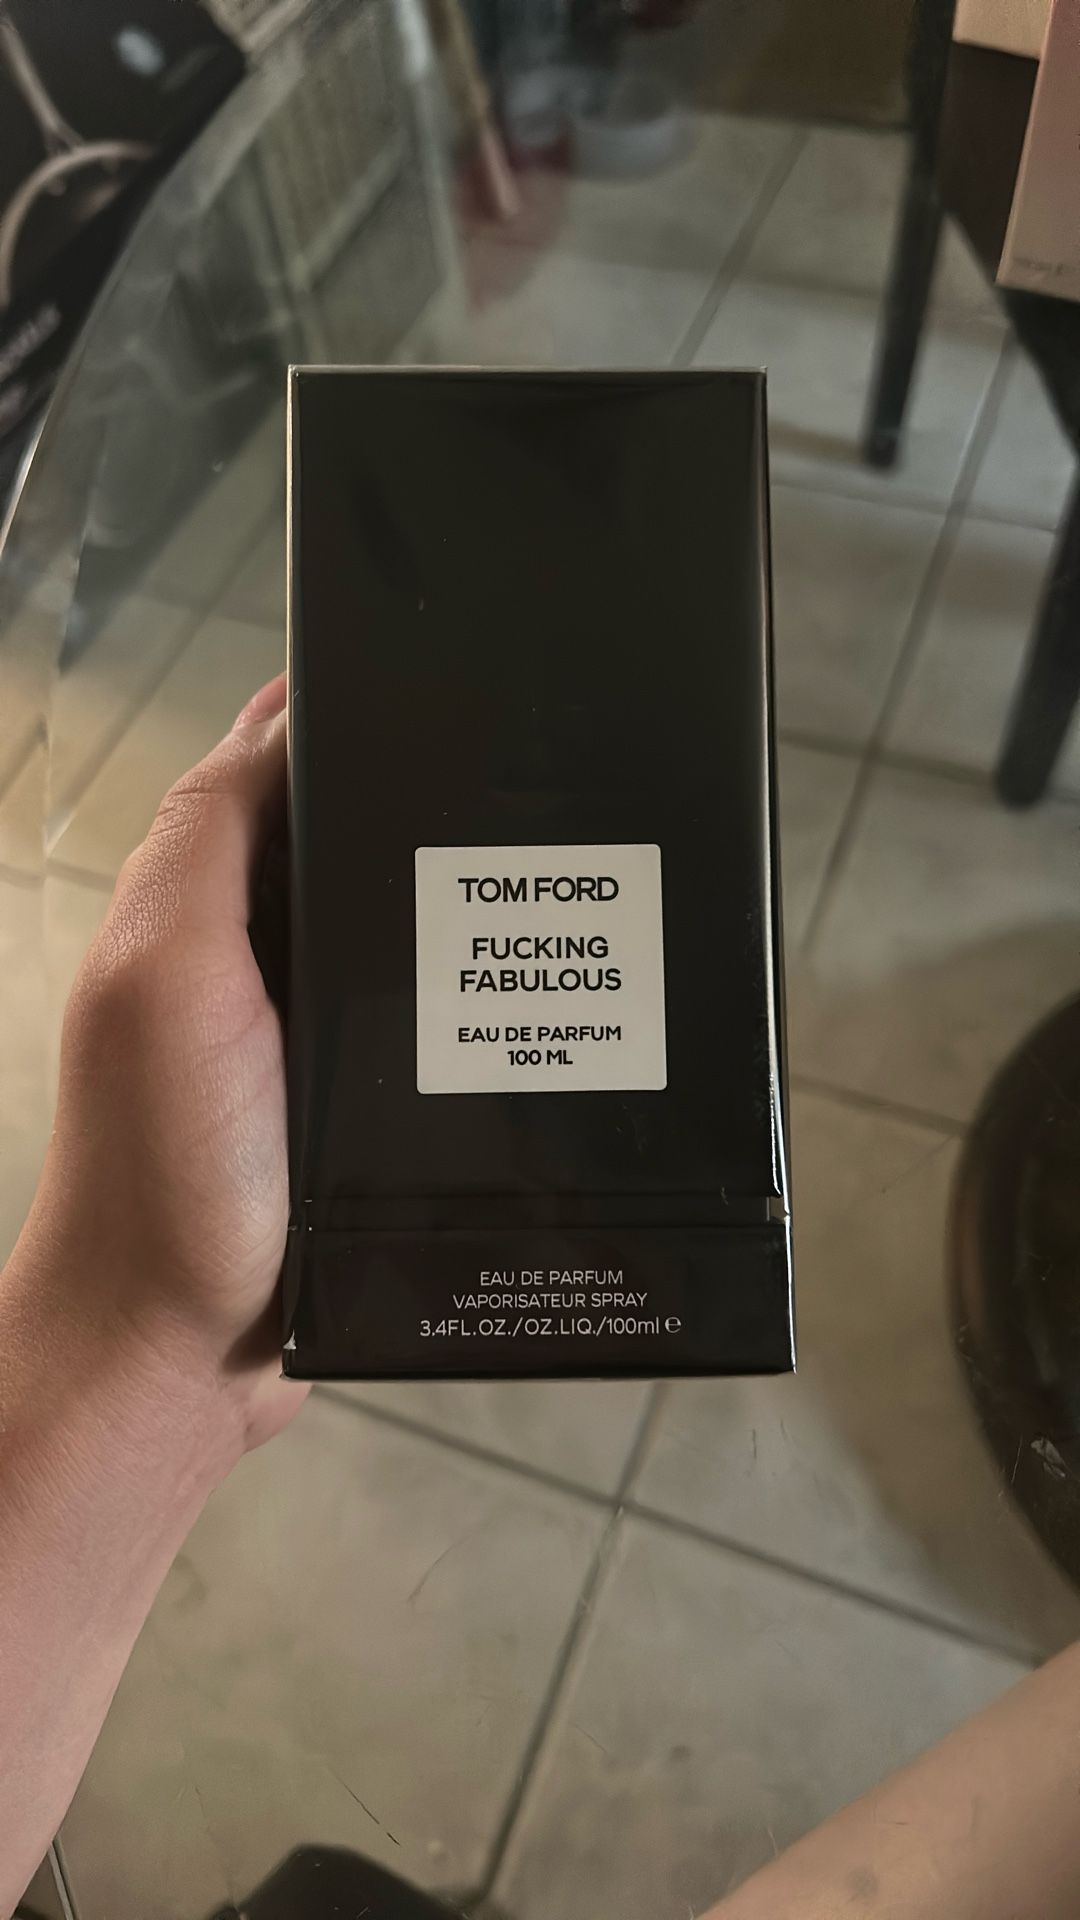 TOM FORD
FUCKING
FABULOUS
EAU DE PARFUM
100 ML
EAU DE PARFUM
VAPORISATEUR SPRAY
3.4FL.OZ./OZ.LIQ./100ml ℮